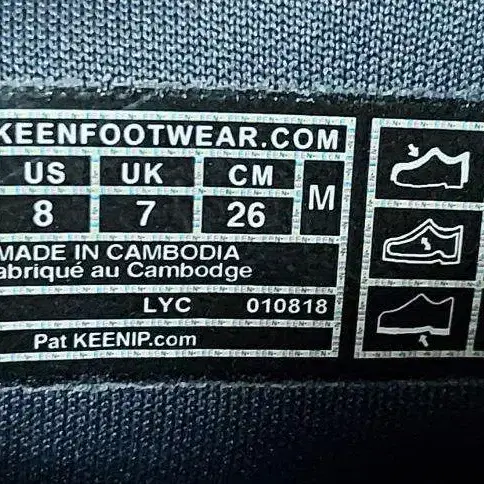 KEENFOOTWEAR.COM
US UK CM M
8 7 26
MADE IN CAMBODIA
abriqué au Cambodge
LYC 010818
Pat KEENIP.com